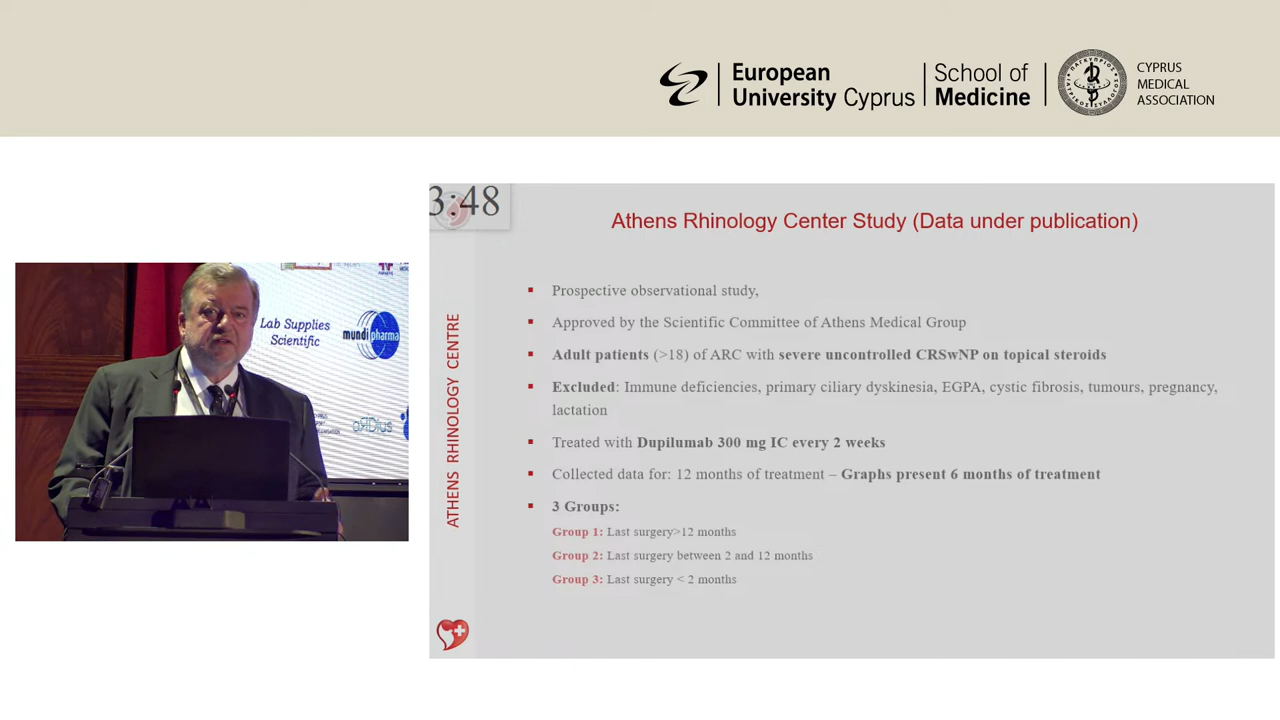 European
University Cyprus
School of
Medicine
CYPRUS
MEDICAL
ASSOCIATION
Lab Supplies
Scientific
mundipharma
3:48
Athens Rhinology Center Study (Data under publication)
ATHENS RHINOLOGY CENTRE
▪ Prospective observational study,
▪ Approved by the Scientific Committee of Athens Medical Group
▪ Adult patients (>18) of ARC with severe uncontrolled CRSwNP on topical steroids
▪ Excluded: Immune deficiencies, primary ciliary dyskinesia, EGPA, cystic fibrosis, tumours, pregnancy,
lactation
▪ Treated with Dupilumab 300 mg IC every 2 weeks
▪ Collected data for: 12 months of treatment – Graphs present 6 months of treatment
▪ 3 Groups:
Group 1: Last surgery>12 months
Group 2: Last surgery between 2 and 12 months
Group 3: Last surgery < 2 months